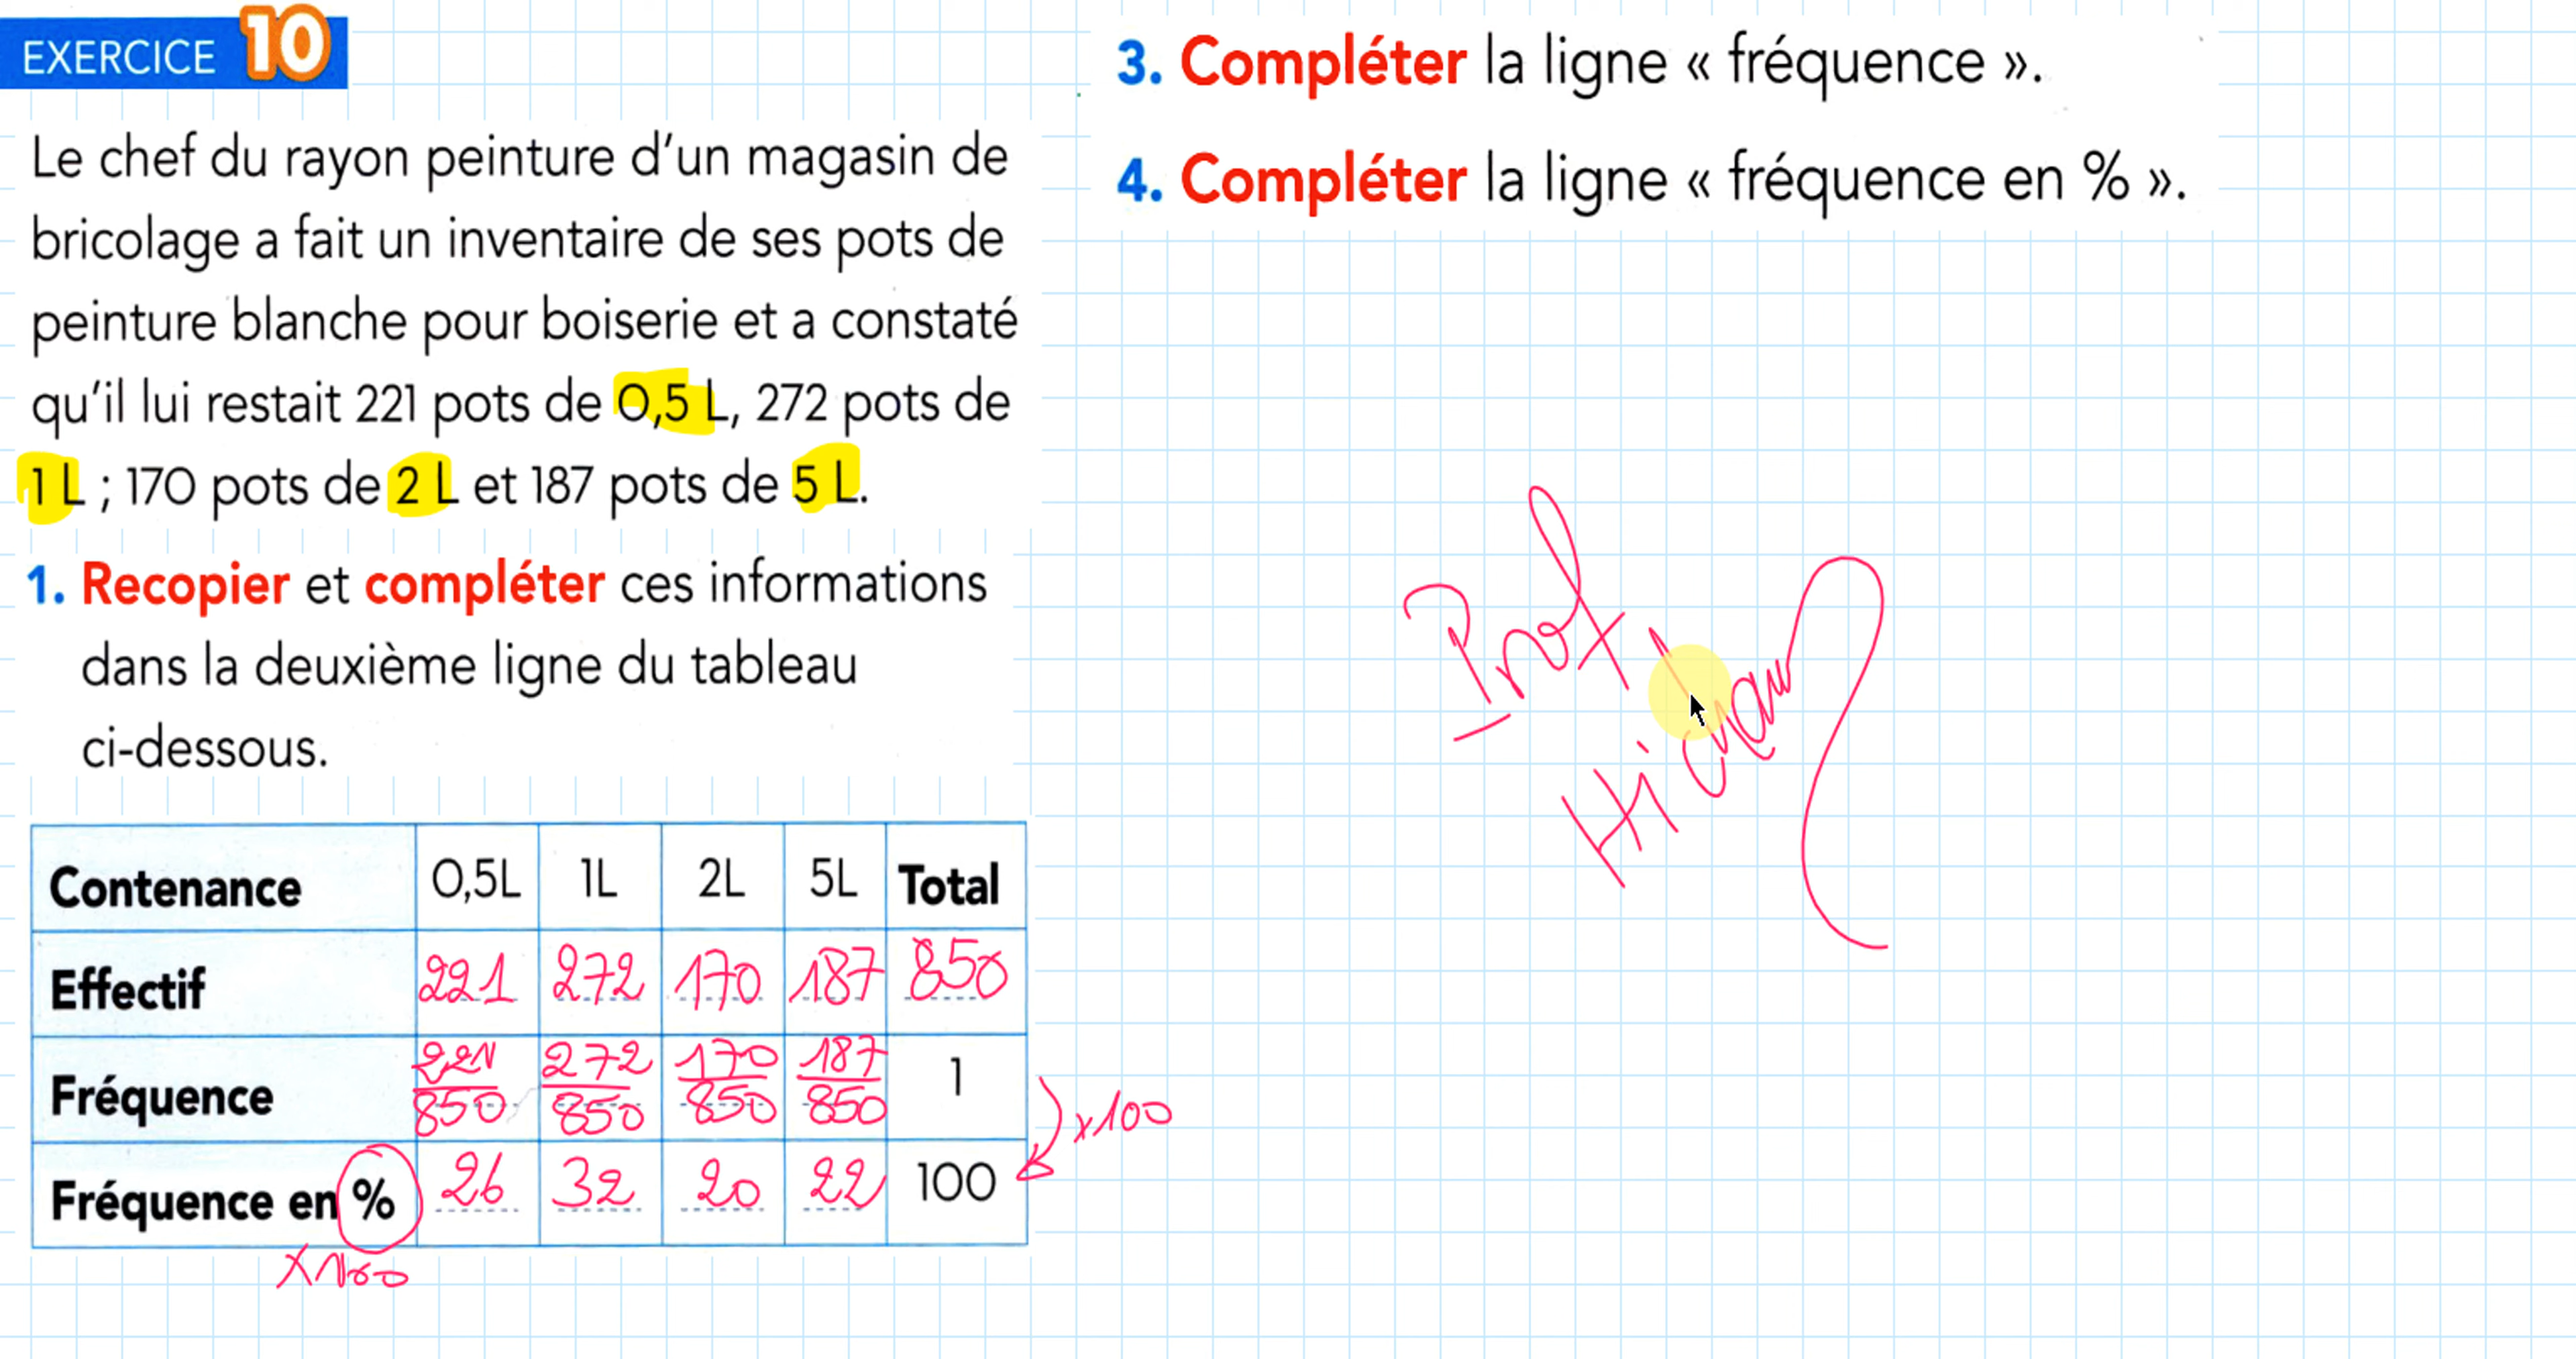 EXERCICE 10
Le chef du rayon peinture d'un magasin de
bricolage a fait un inventaire de ses pots de
peinture blanche pour boiserie et a constaté
qu'il lui restait 221 pots de 0,5 L, 272 pots de
1 L ; 170 pots de 2 L et 187 pots de 5 L.
1. Recopier et compléter ces informations
dans la deuxième ligne du tableau
ci-dessous.
Contenance 0,5L 1L 2L 5L Total
Effectif 221 272 170 187 850
Fréquence 221/850 272/850 170/850 187/850 1
x100
Fréquence en % 26 32 20 22 100
x100
3. Compléter la ligne « fréquence ».
4. Compléter la ligne « fréquence en % ».
Prof
Hicham